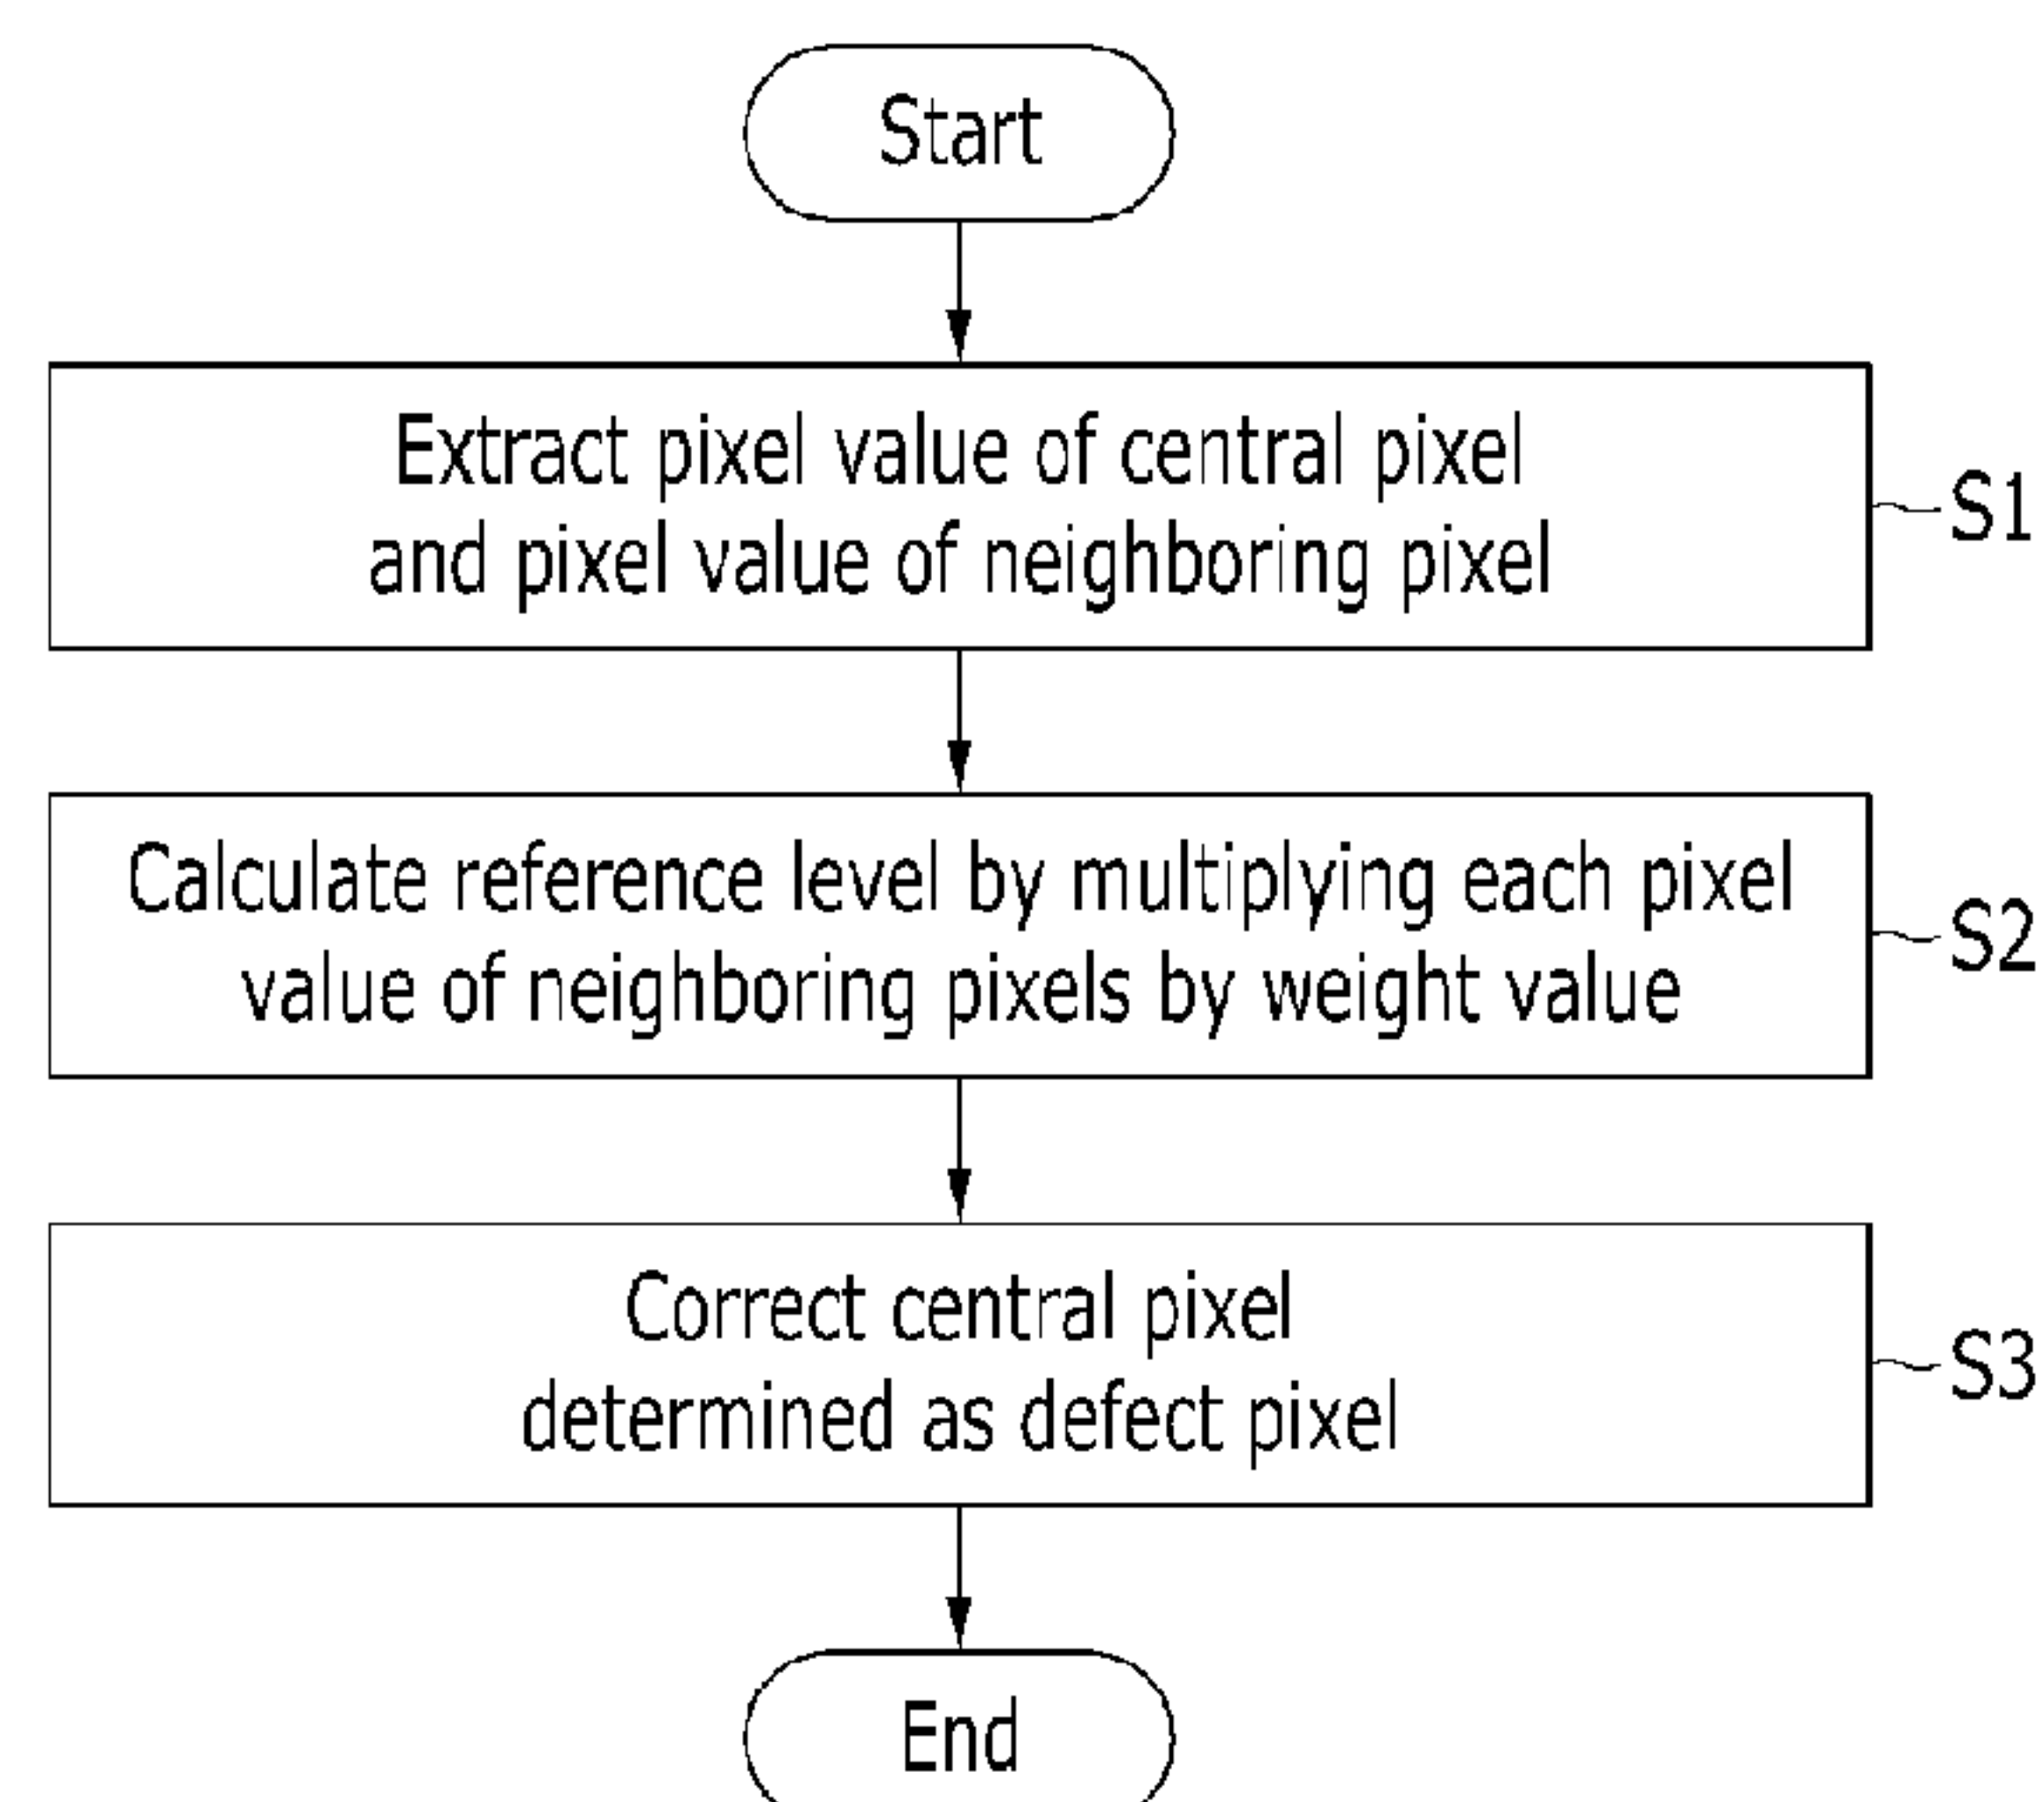 Start
Extract pixel value of central pixel
and pixel value of neighboring pixel
S1
Calculate reference level by multiplying each pixel
value of neighboring pixels by weight value
S2
Correct central pixel
determined as defect pixel
S3
End